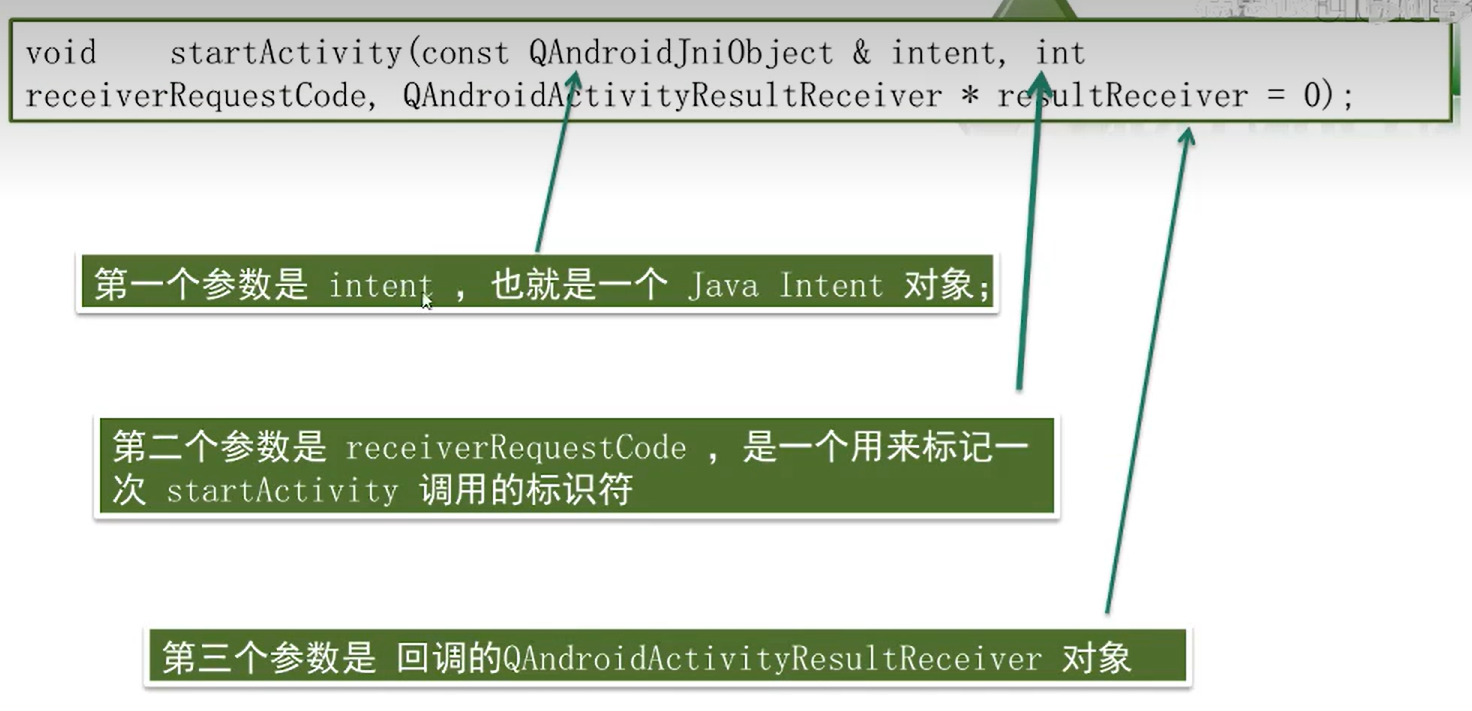 void    startActivity(const QAndroidJniObject & intent, int
receiverRequestCode, QAndroidActivityResultReceiver * resultReceiver = 0);
第一个参数是 intent , 也就是一个 Java Intent 对象;
第二个参数是 receiverRequestCode , 是一个用来标记一
次 startActivity 调用的标识符
第三个参数是 回调的QAndroidActivityResultReceiver 对象